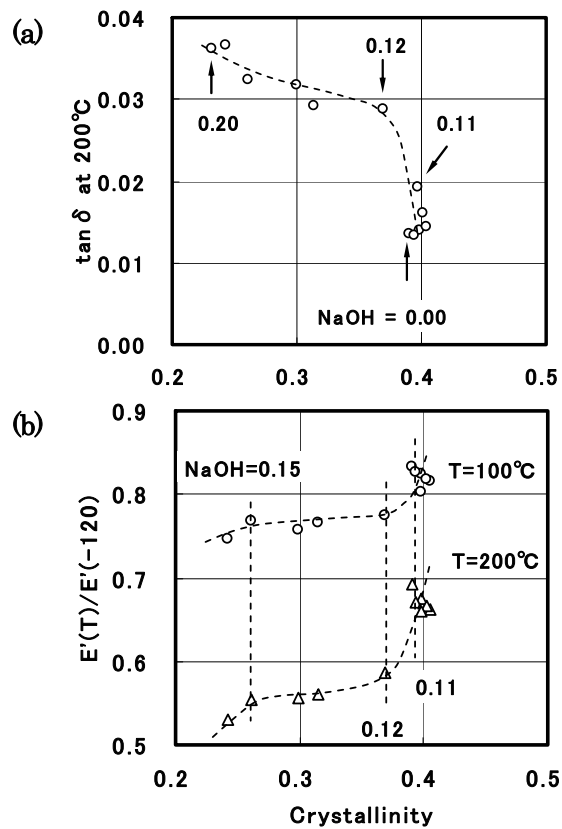 (a)
0.04
0.12
0.03
0.20
0.11
0.02
tanδ at 200℃
0.01
NaOH = 0.00
0.00
0.2 0.3 0.4 0.5
(b)
0.9
NaOH=0.15
T=100℃
0.8
E'(T)/E'(-120)
0.7
T=200℃
0.6
0.11
0.12
0.5
0.2 0.3 0.4 0.5
Crystallinity